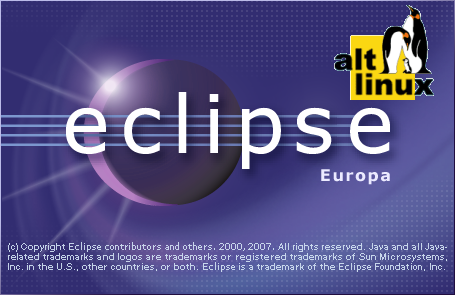 alt
linux
eclipse
Europa
(c) Copyright Eclipse contributors and others, 2000, 2007. All rights reserved. Java and all Java-
related trademarks and logos are trademarks or registered trademarks of Sun Microsystems,
Inc. in the U.S., other countries, or both. Eclipse is a trademark of the Eclipse Foundation, Inc.